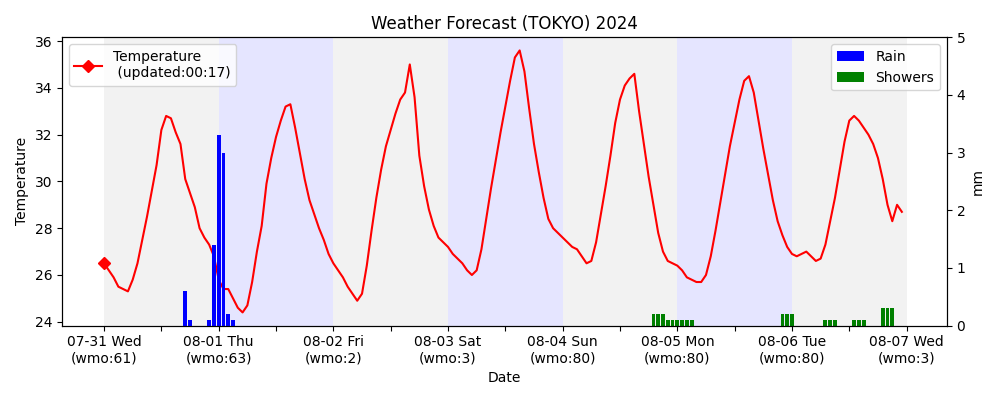 Weather Forecast (TOKYO) 2024
Temperature
(updated:00:17)
Rain
Showers
Temperature
36
34
32
30
28
26
24
5
4
3
2
1
0
mm
07-31 Wed 08-01 Thu 08-02 Fri 08-03 Sat 08-04 Sun 08-05 Mon 08-06 Tue 08-07 Wed
(wmo:61) (wmo:63) (wmo:2) (wmo:3) (wmo:80) (wmo:80) (wmo:80) (wmo:3)
Date